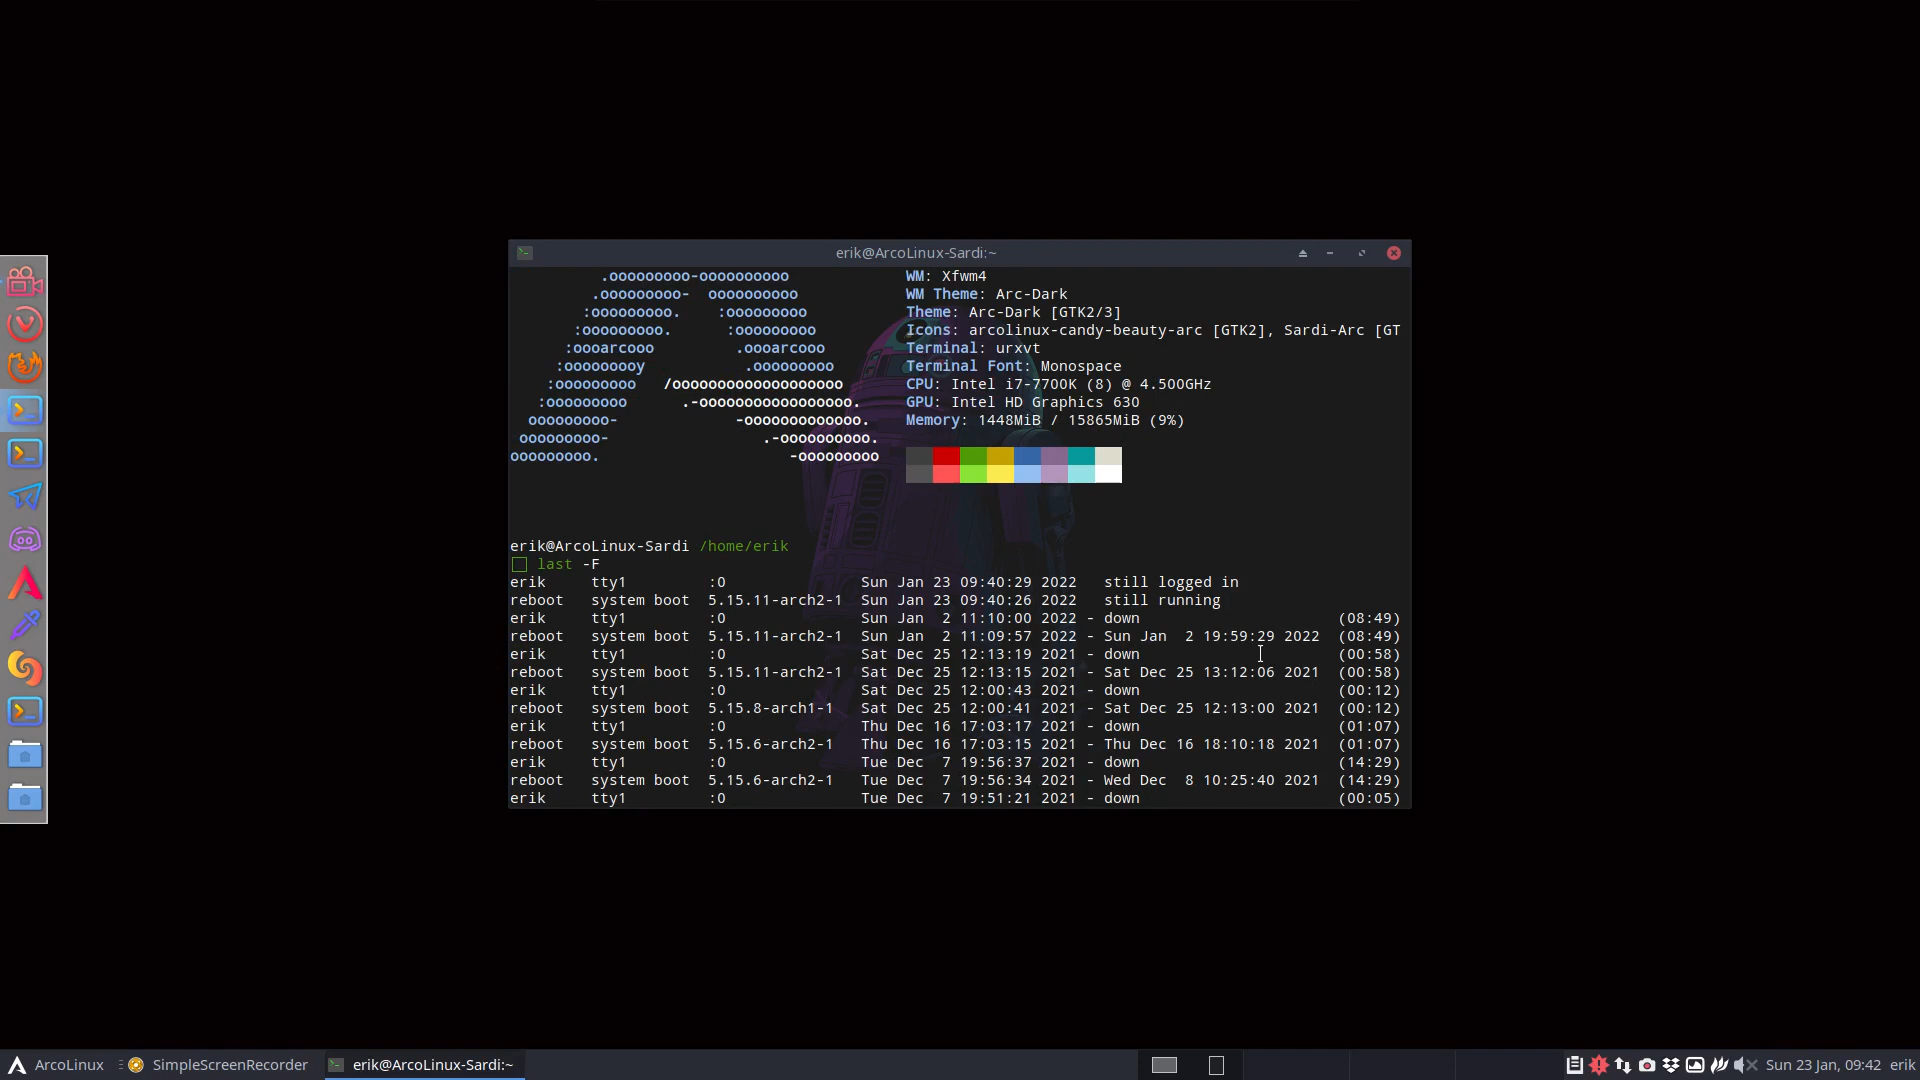 erik@ArcoLinux-Sardi:~
.ooooooooo-oooooooooo WM: Xfwm4
.ooooooooo- oooooooooo WM Theme: Arc-Dark
:ooooooooo. :ooooooooo Theme: Arc-Dark [GTK2/3]
:ooooooooo. :ooooooooo Icons: arcolinux-candy-beauty-arc [GTK2], Sardi-Arc [GT
:oooarcooo .oooarcooo Terminal: urxvt
:ooooooooy .ooooooooo Terminal Font: Monospace
:ooooooooo /ooooooooooooooooooo CPU: Intel i7-7700K (8) @ 4.500GHz
:ooooooooo .-ooooooooooooooooo. GPU: Intel HD Graphics 630
ooooooooo- -ooooooooooooo. Memory: 1448MiB / 15865MiB (9%)
ooooooooo- .-oooooooooo.
ooooooooo. -ooooooooo
erik@ArcoLinux-Sardi /home/erik
last -F
erik tty1 :0 Sun Jan 23 09:40:29 2022 still logged in
reboot system boot 5.15.11-arch2-1 Sun Jan 23 09:40:26 2022 still running
erik tty1 :0 Sun Jan 2 11:10:00 2022 - down (08:49)
reboot system boot 5.15.11-arch2-1 Sun Jan 2 11:09:57 2022 - Sun Jan 2 19:59:29 2022 (08:49)
erik tty1 :0 Sat Dec 25 12:13:19 2021 - down (00:58)
reboot system boot 5.15.11-arch2-1 Sat Dec 25 12:13:15 2021 - Sat Dec 25 13:12:06 2021 (00:58)
erik tty1 :0 Sat Dec 25 12:00:43 2021 - down (00:12)
reboot system boot 5.15.8-arch1-1 Sat Dec 25 12:00:41 2021 - Sat Dec 25 12:13:00 2021 (00:12)
erik tty1 :0 Thu Dec 16 17:03:17 2021 - down (01:07)
reboot system boot 5.15.6-arch2-1 Thu Dec 16 17:03:15 2021 - Thu Dec 16 18:10:18 2021 (01:07)
erik tty1 :0 Tue Dec 7 19:56:37 2021 - down (14:29)
reboot system boot 5.15.6-arch2-1 Tue Dec 7 19:56:34 2021 - Wed Dec 8 10:25:40 2021 (14:29)
erik tty1 :0 Tue Dec 7 19:51:21 2021 - down (00:05)
ArcoLinux SimpleScreenRecorder erik@ArcoLinux-Sardi:~ Sun 23 Jan, 09:42 erik